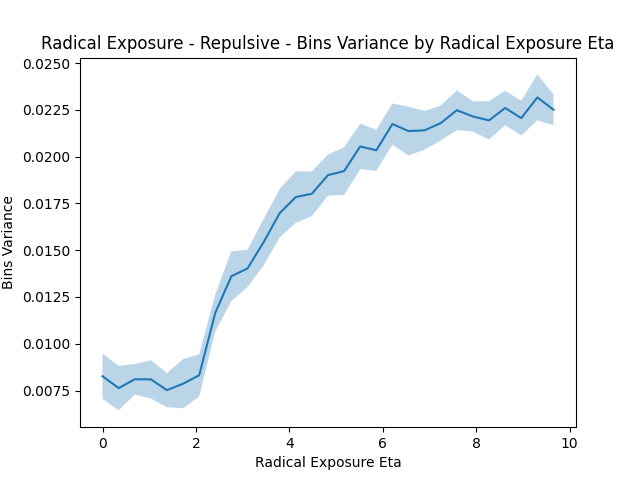 Radical Exposure - Repulsive - Bins Variance by Radical Exposure Eta
0.0250
0.0225
0.0200
0.0175
0.0150
0.0125
0.0100
0.0075
Bins Variance
0 2 4 6 8 10
Radical Exposure Eta